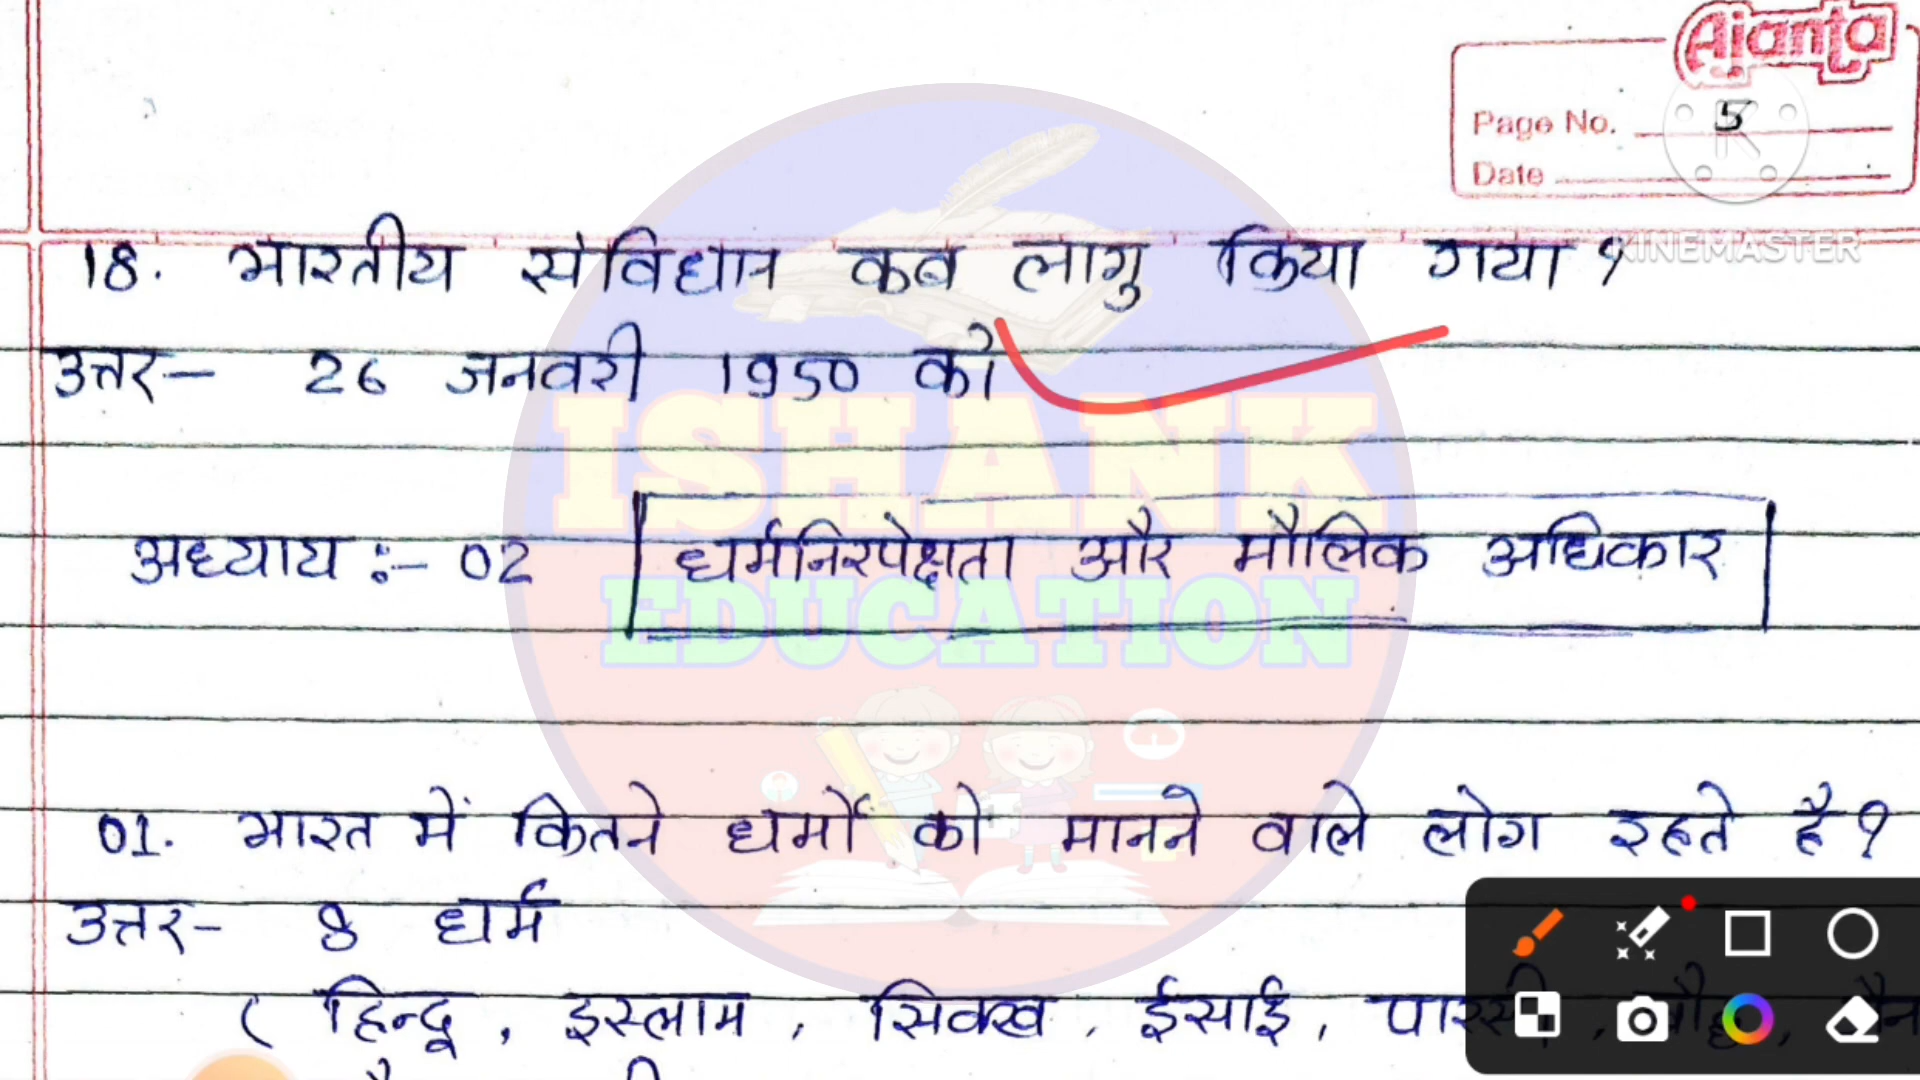 Ajanta
Page No. 5
Date
KINEMASTER
18. भारतीय संविधान कब लागु किया गया ?
उत्तर— 26 जनवरी 1950 को
ISHANK
अध्याय :— 02 धर्मनिरपेक्षता और मौलिक अधिकार
EDUCATION
01. भारत में कितने धर्मों को मानने वाले लोग रहते है ?
उत्तर— 8 धर्म
( हिन्दू , इस्लाम , सिक्ख , ईसाई , पारसी , बौद्ध , जैन